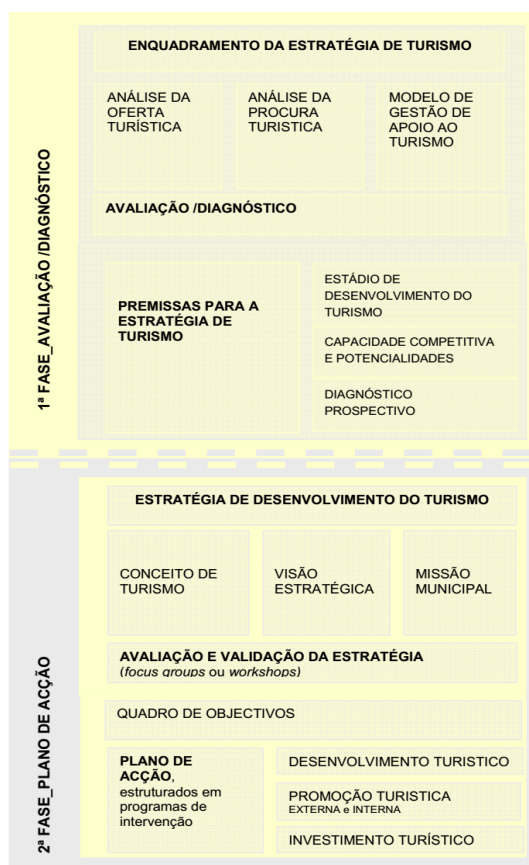 1ª FASE_AVALIAÇÃO /DIAGNÓSTICO
ENQUADRAMENTO DA ESTRATÉGIA DE TURISMO
ANÁLISE DA
OFERTA
TURÍSTICA
ANÁLISE DA
PROCURA
TURISTICA
MODELO DE
GESTÃO DE
APOIO AO
TURISMO
AVALIAÇÃO /DIAGNÓSTICO
PREMISSAS PARA A
ESTRATÉGIA DE
TURISMO
ESTÁDIO DE
DESENVOLVIMENTO DO
TURISMO
CAPACIDADE COMPETITIVA
E POTENCIALIDADES
DIAGNÓSTICO
PROSPECTIVO
2ª FASE_PLANO DE ACÇÃO
ESTRATÉGIA DE DESENVOLVIMENTO DO TURISMO
CONCEITO DE
TURISMO
VISÃO
ESTRATÉGICA
MISSÃO
MUNICIPAL
AVALIAÇÃO E VALIDAÇÃO DA ESTRATÉGIA
(focus groups ou workshops)
QUADRO DE OBJECTIVOS
PLANO DE
ACÇÃO,
estruturados em
programas de
intervenção
DESENVOLVIMENTO TURISTICO
PROMOÇÃO TURISTICA
EXTERNA e INTERNA
INVESTIMENTO TURÍSTICO